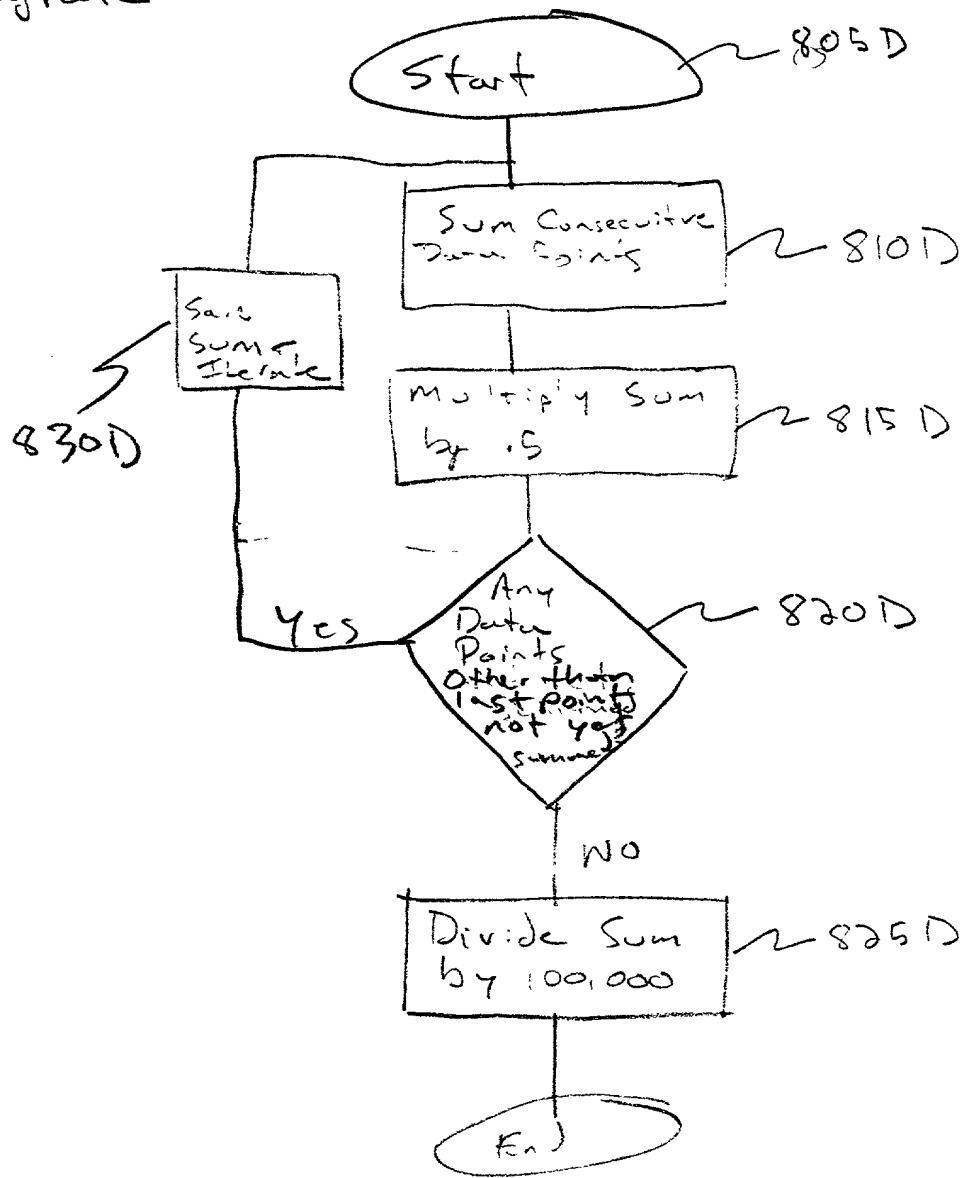 Start
805D
Sum Consecuitve
Data Points
810D
Save
Sum +
Iterate
830D
Multiply Sum
by .5
815D
Any
Data
Points
Other than
last point
not yet
summed
820D
Yes
NO
Divide Sum
by 100,000
825D
End